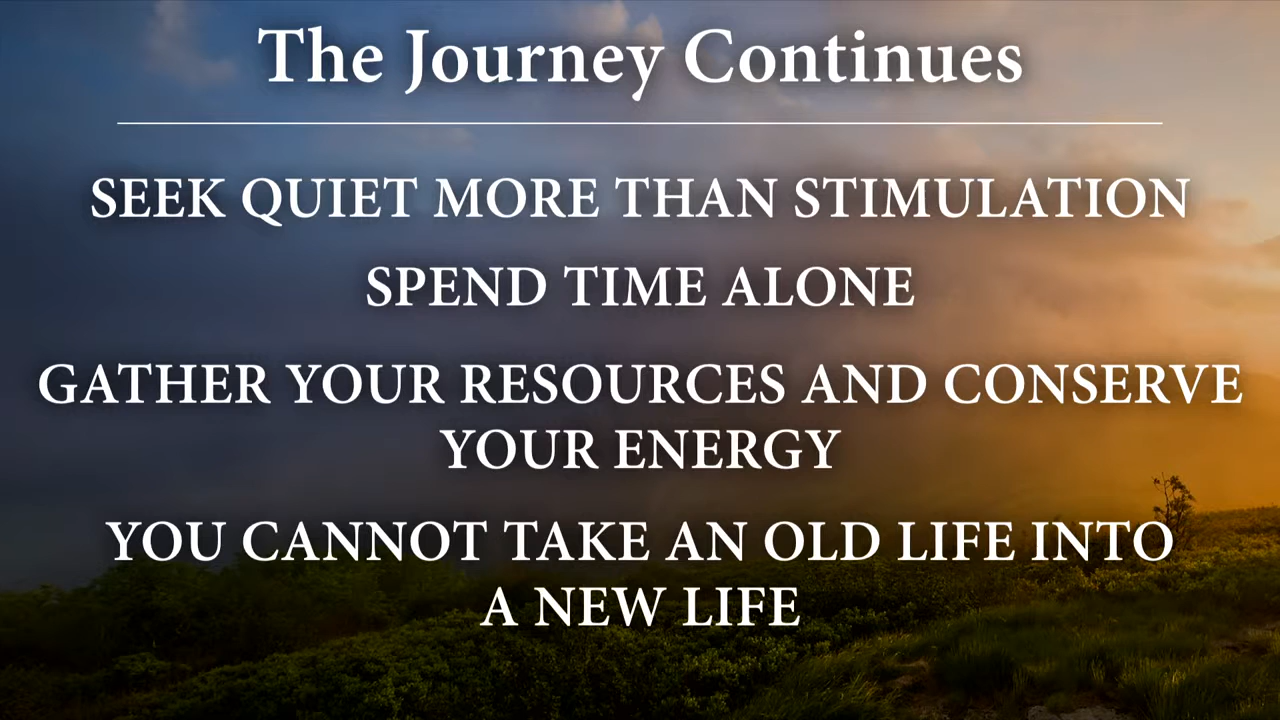 The Journey Continues
SEEK QUIET MORE THAN STIMULATION
SPEND TIME ALONE
GATHER YOUR RESOURCES AND CONSERVE
YOUR ENERGY
YOU CANNOT TAKE AN OLD LIFE INTO
A NEW LIFE